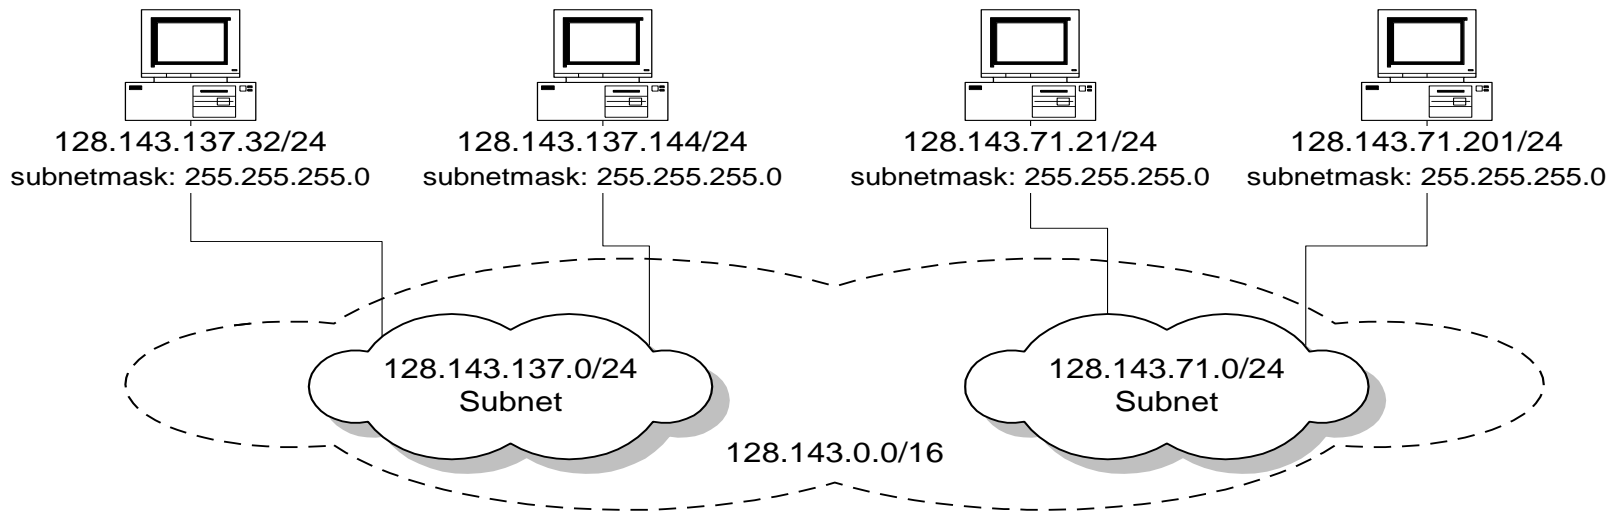 128.143.137.32/24
subnetmask: 255.255.255.0
128.143.137.144/24
subnetmask: 255.255.255.0
128.143.71.21/24
subnetmask: 255.255.255.0
128.143.71.201/24
subnetmask: 255.255.255.0
128.143.137.0/24
Subnet
128.143.71.0/24
Subnet
128.143.0.0/16